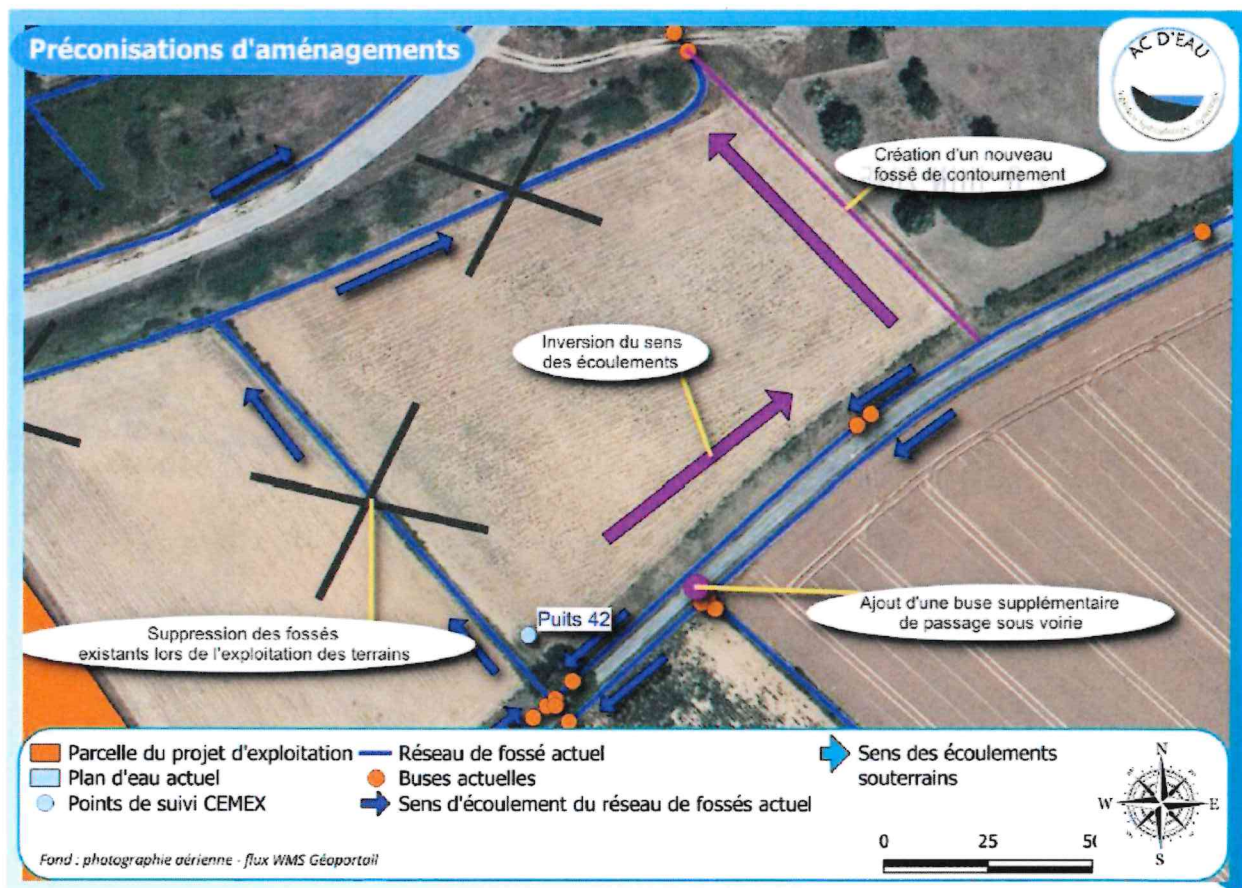 Préconisations d'aménagements
AC D'EAU
Création d'un nouveau
fossé de contournement
Inversion du sens
des écoulements
Puits 42
Suppression des fossés
existants lors de l'exploitation des terrains
Ajout d'une buse supplémentaire
de passage sous voirie
Parcelle du projet d'exploitation
Plan d'eau actuel
Points de suivi CEMEX
Réseau de fossé actuel
Buses actuelles
Sens d'écoulement du réseau de fossés actuel
Sens des écoulements
souterrains
N
W
E
S
0
25
Fond : photographie aérienne - flux WMS Géoportail